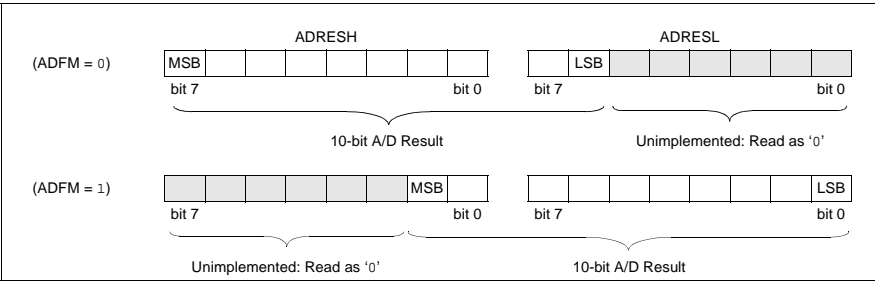 ADRESH ADRESL
(ADFM = 0) MSB LSB
bit 7 bit 0 bit 7 bit 0
10-bit A/D Result Unimplemented: Read as ‘0’
(ADFM = 1) MSB LSB
bit 7 bit 0 bit 7 bit 0
Unimplemented: Read as ‘0’ 10-bit A/D Result